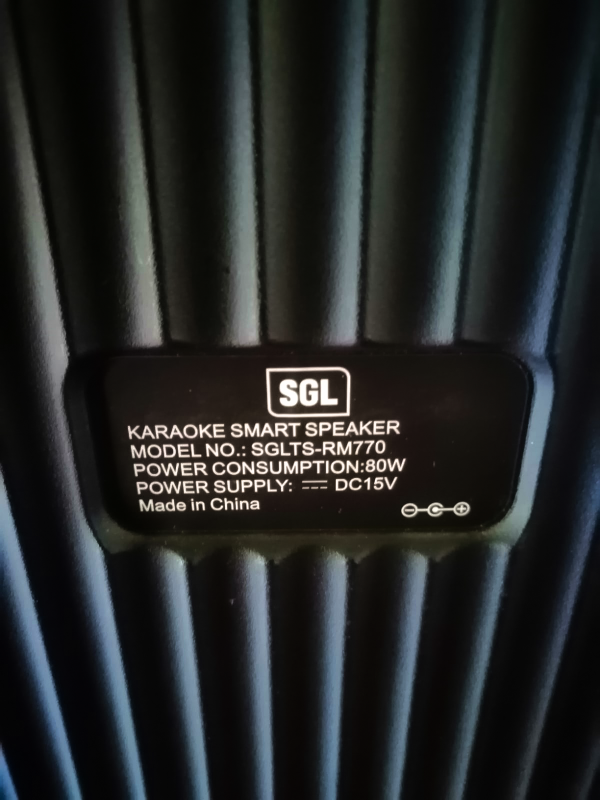 SGL
KARAOKE SMART SPEAKER
MODEL NO.: SGLTS-RM770
POWER CONSUMPTION:80W
POWER SUPPLY: ⎓ DC15V
Made in China